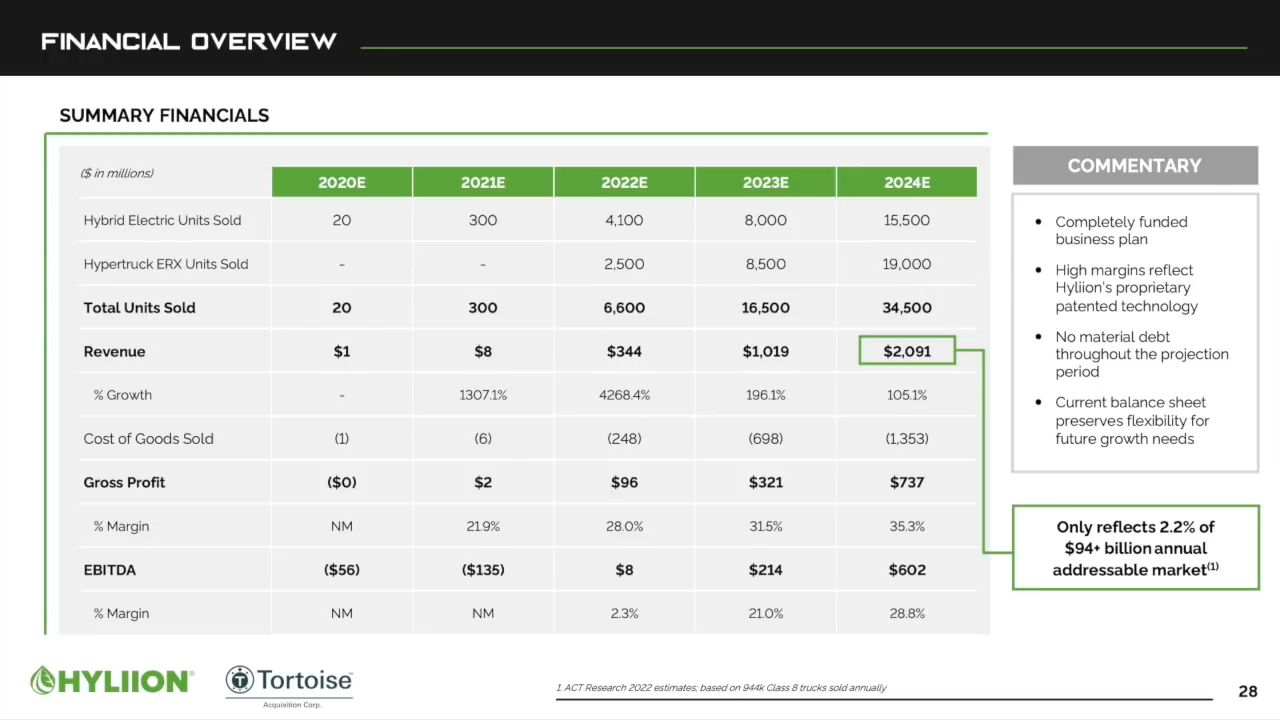 FINANCIAL OVERVIEW
SUMMARY FINANCIALS
($ in millions) 2020E 2021E 2022E 2023E 2024E
Hybrid Electric Units Sold 20 300 4,100 8,000 15,500
Hypertruck ERX Units Sold - - 2,500 8,500 19,000
Total Units Sold 20 300 6,600 16,500 34,500
Revenue $1 $8 $344 $1,019 $2,091
% Growth - 1307.1% 4268.4% 196.1% 105.1%
Cost of Goods Sold (1) (6) (248) (698) (1,353)
Gross Profit ($0) $2 $96 $321 $737
% Margin NM 21.9% 28.0% 31.5% 35.3%
EBITDA ($56) ($135) $8 $214 $602
% Margin NM NM 2.3% 21.0% 28.8%
COMMENTARY
• Completely funded
business plan
• High margins reflect
Hyliion's proprietary
patented technology
• No material debt
throughout the projection
period
• Current balance sheet
preserves flexibility for
future growth needs
Only reflects 2.2% of
$94+ billion annual
addressable market(1)
HYLIION®
Tortoise
Acquisition Corp.
1. ACT Research 2022 estimates; based on 944k Class 8 trucks sold annually
28